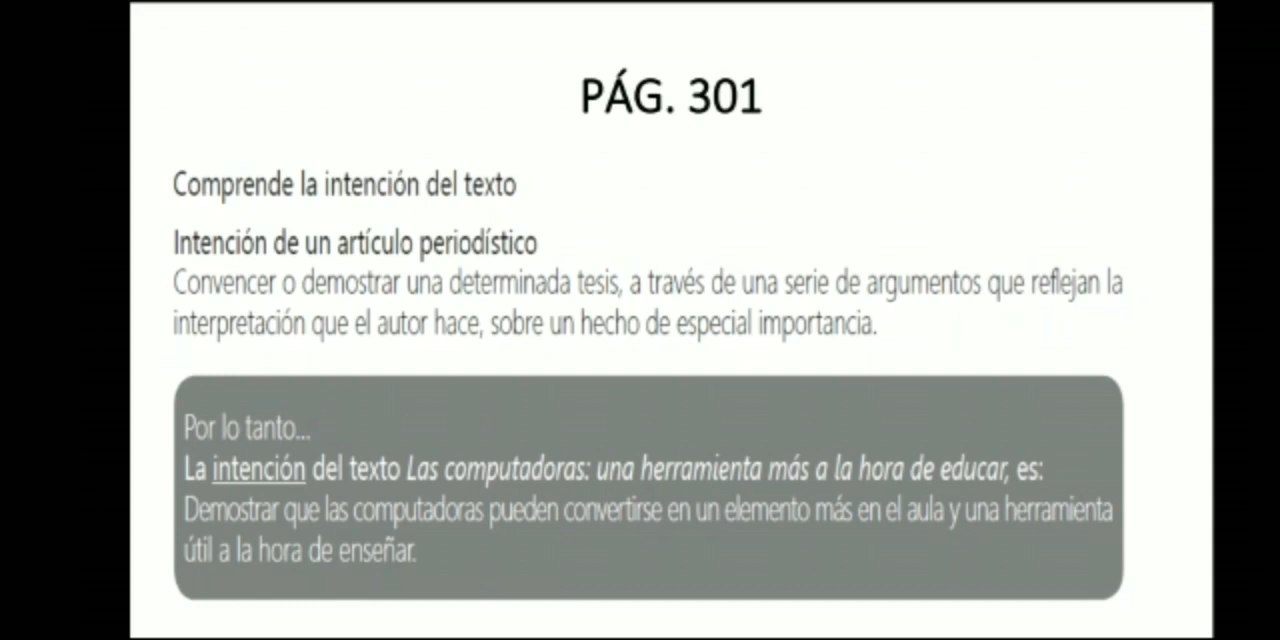 PÁG. 301
Comprende la intención del texto
Intención de un artículo periodístico
Convencer o demostrar una determinada tesis, a través de una serie de argumentos que reflejan la
interpretación que el autor hace, sobre un hecho de especial importancia.
Por lo tanto...
La intención del texto Las computadoras: una herramienta más a la hora de educar, es:
Demostrar que las computadoras pueden convertirse en un elemento más en el aula y una herramienta
útil a la hora de enseñar.